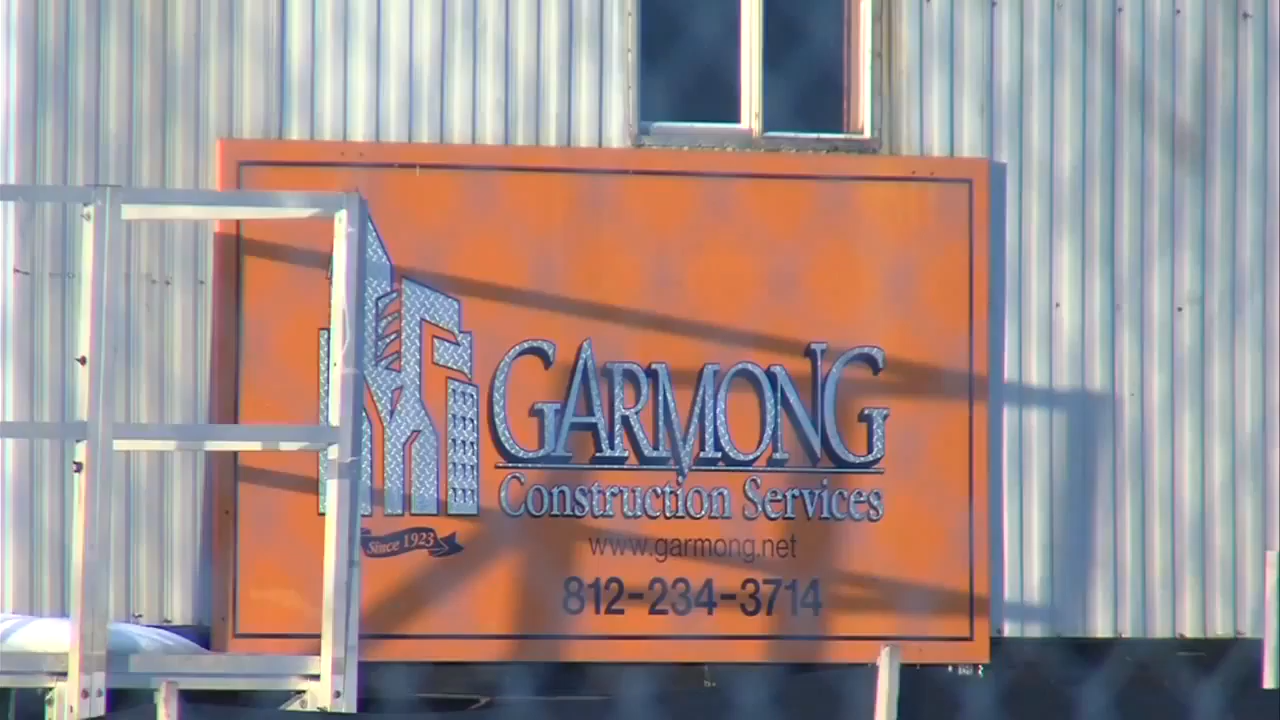 GARMONG
Construction Services
Since 1923
www.garmong.net
812-234-3714